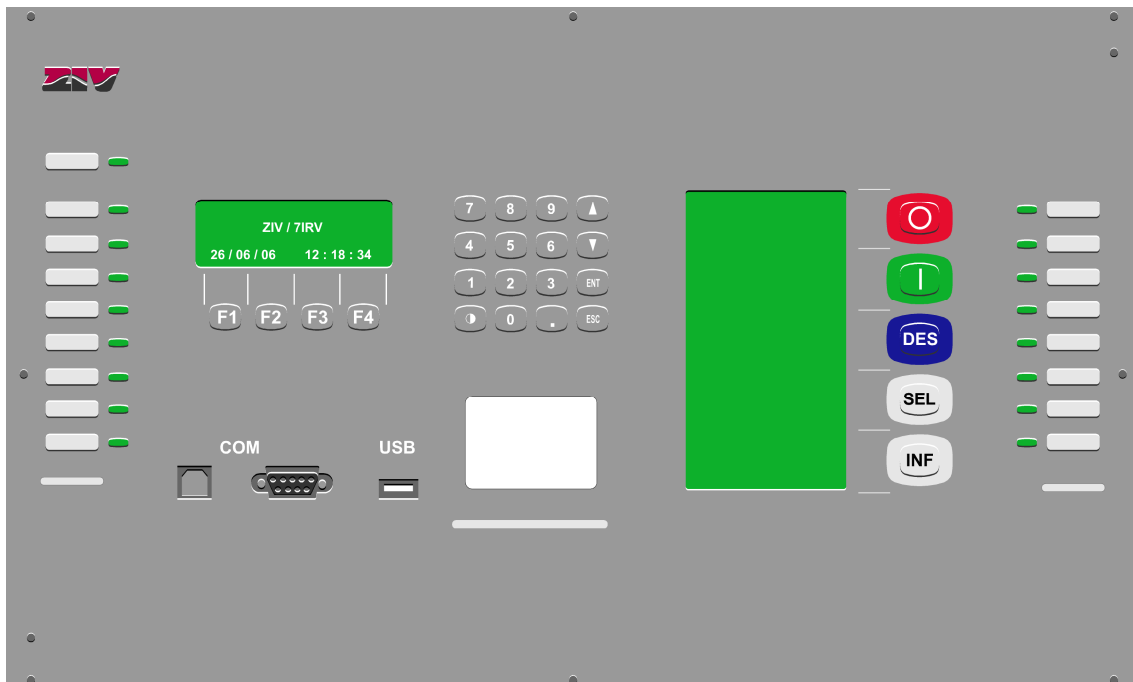 ZIV
ZIV / 7IRV
26 / 06 / 06 12 : 18 : 34
F1 F2 F3 F4
7 8 9
4 5 6
1 2 3 ENT
0 . ESC
DES
SEL
INF
COM USB